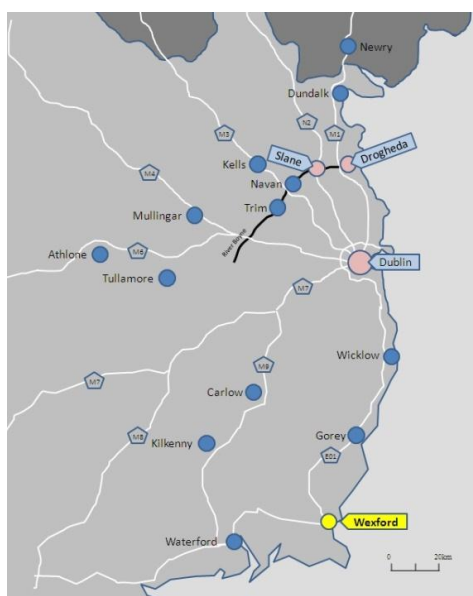 Newry
Dundalk
N2
M1
M3
Slane
Drogheda
Kells
M4
Navan
Trim
Mullingar
River Boyne
Athlone
M6
Dublin
Tullamore
M7
Wicklow
M9
M7
Carlow
M8
Kilkenny
Gorey
E01
Wexford
Waterford
0 20km